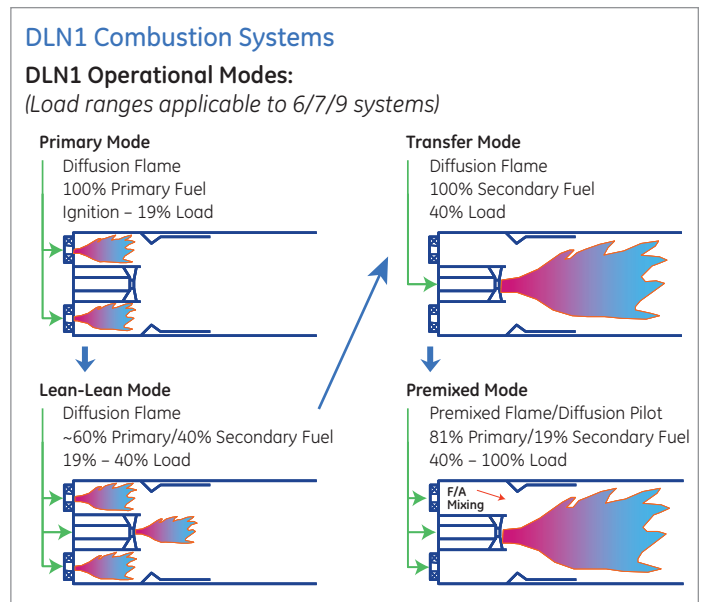 DLN1 Combustion Systems
DLN1 Operational Modes:
(Load ranges applicable to 6/7/9 systems)
Primary Mode
Diffusion Flame
100% Primary Fuel
Ignition – 19% Load
Lean-Lean Mode
Diffusion Flame
~60% Primary/40% Secondary Fuel
19% – 40% Load
Transfer Mode
Diffusion Flame
100% Secondary Fuel
40% Load
Premixed Mode
Premixed Flame/Diffusion Pilot
81% Primary/19% Secondary Fuel
40% – 100% Load
F/A
Mixing